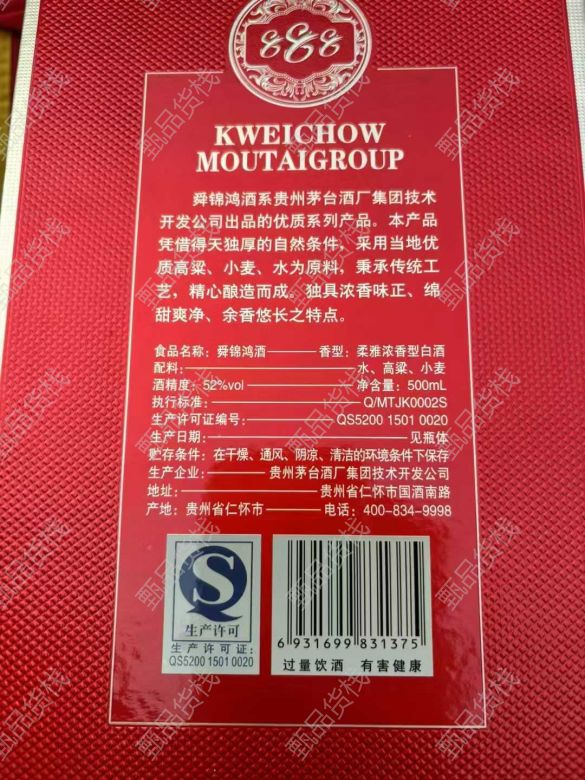 888
KWEICHOW
MOUTAIGROUP
舜锦鸿酒系贵州茅台酒厂集团技术
开发公司出品的优质系列产品。本产品
凭借得天独厚的自然条件，采用当地优
质高粱、小麦、水为原料，秉承传统工
艺，精心酿造而成。独具浓香味正、绵
甜爽净、余香悠长之特点。
食品名称：舜锦鸿酒——香型：柔雅浓香型白酒
配料：——水、高粱、小麦
酒精度：52%vol——净含量：500mL
执行标准：——Q/MTJK0002S
生产许可证编号：——QS5200 1501 0020
生产日期：——见瓶体
贮存条件：在干燥、通风、阴凉、清洁的环境条件下保存
生产企业：——贵州茅台酒厂集团技术开发公司
地址：——贵州省仁怀市国酒南路
产地：贵州省仁怀市——电话：400-834-9998
生产许可
生产许可证：
QS5200 1501 0020
6 931699 831375
过量饮酒 有害健康
甄品货栈